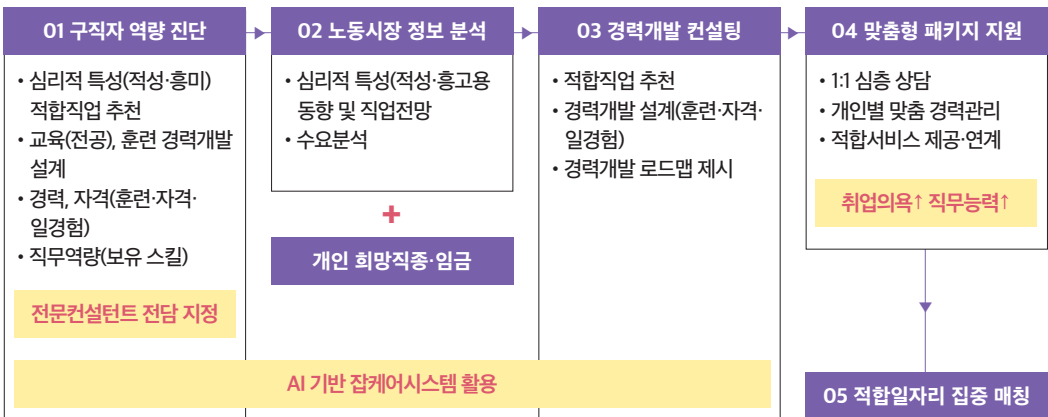 01 구직자 역량 진단
• 심리적 특성(적성·흥미)
적합직업 추천
• 교육(전공), 훈련 경력개발
설계
• 경력, 자격(훈련·자격·
일경험)
• 직무역량(보유 스킬)
전문컨설턴트 전담 지정
02 노동시장 정보 분석
• 심리적 특성(적성·흥고용
동향 및 직업전망
• 수요분석
+
개인 희망직종·임금
03 경력개발 컨설팅
• 적합직업 추천
• 경력개발 설계(훈련·자격·
일경험)
• 경력개발 로드맵 제시
AI 기반 잡케어시스템 활용
04 맞춤형 패키지 지원
• 1:1 심층 상담
• 개인별 맞춤 경력관리
• 적합서비스 제공·연계
취업의욕↑ 직무능력↑
05 적합일자리 집중 매칭